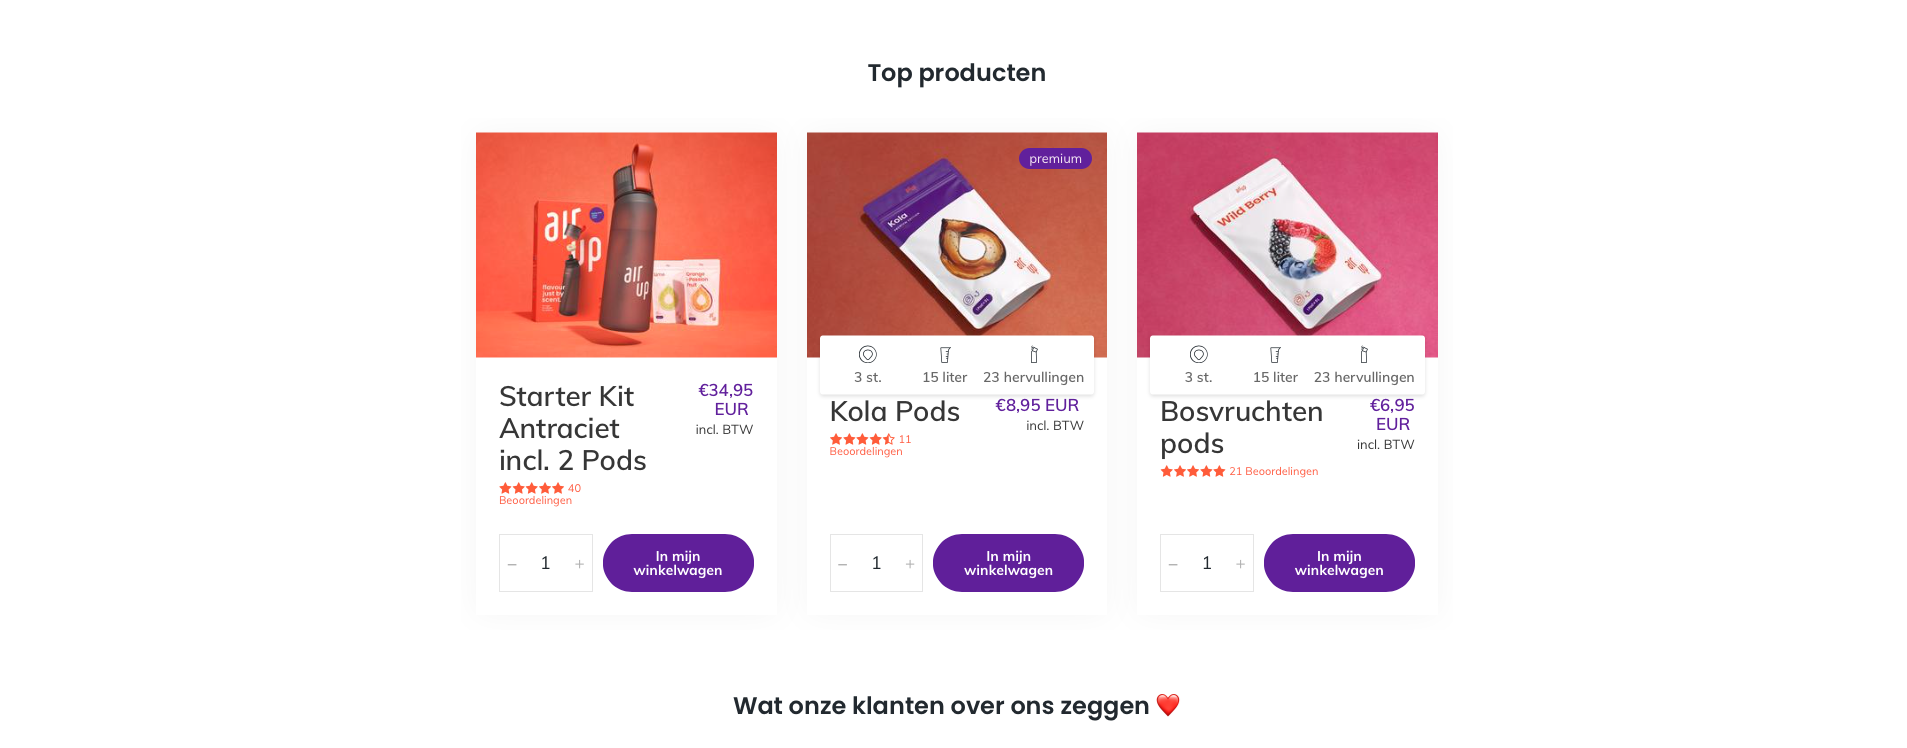 Top producten
air up
flavour
just by
scent.
air
up
Orange
-Passion
fruit
premium
Kola
air up
Wild Berry
air up
3 st.
15 liter
23 hervullingen
3 st.
15 liter
23 hervullingen
Starter Kit
Antraciet
incl. 2 Pods
€34,95
EUR
incl. BTW
40
Beoordelingen
Kola Pods
€8,95 EUR
incl. BTW
11
Beoordelingen
Bosvruchten
pods
€6,95
EUR
incl. BTW
21 Beoordelingen
– 1 +
In mijn
winkelwagen
– 1 +
In mijn
winkelwagen
– 1 +
In mijn
winkelwagen
Wat onze klanten over ons zeggen ❤️